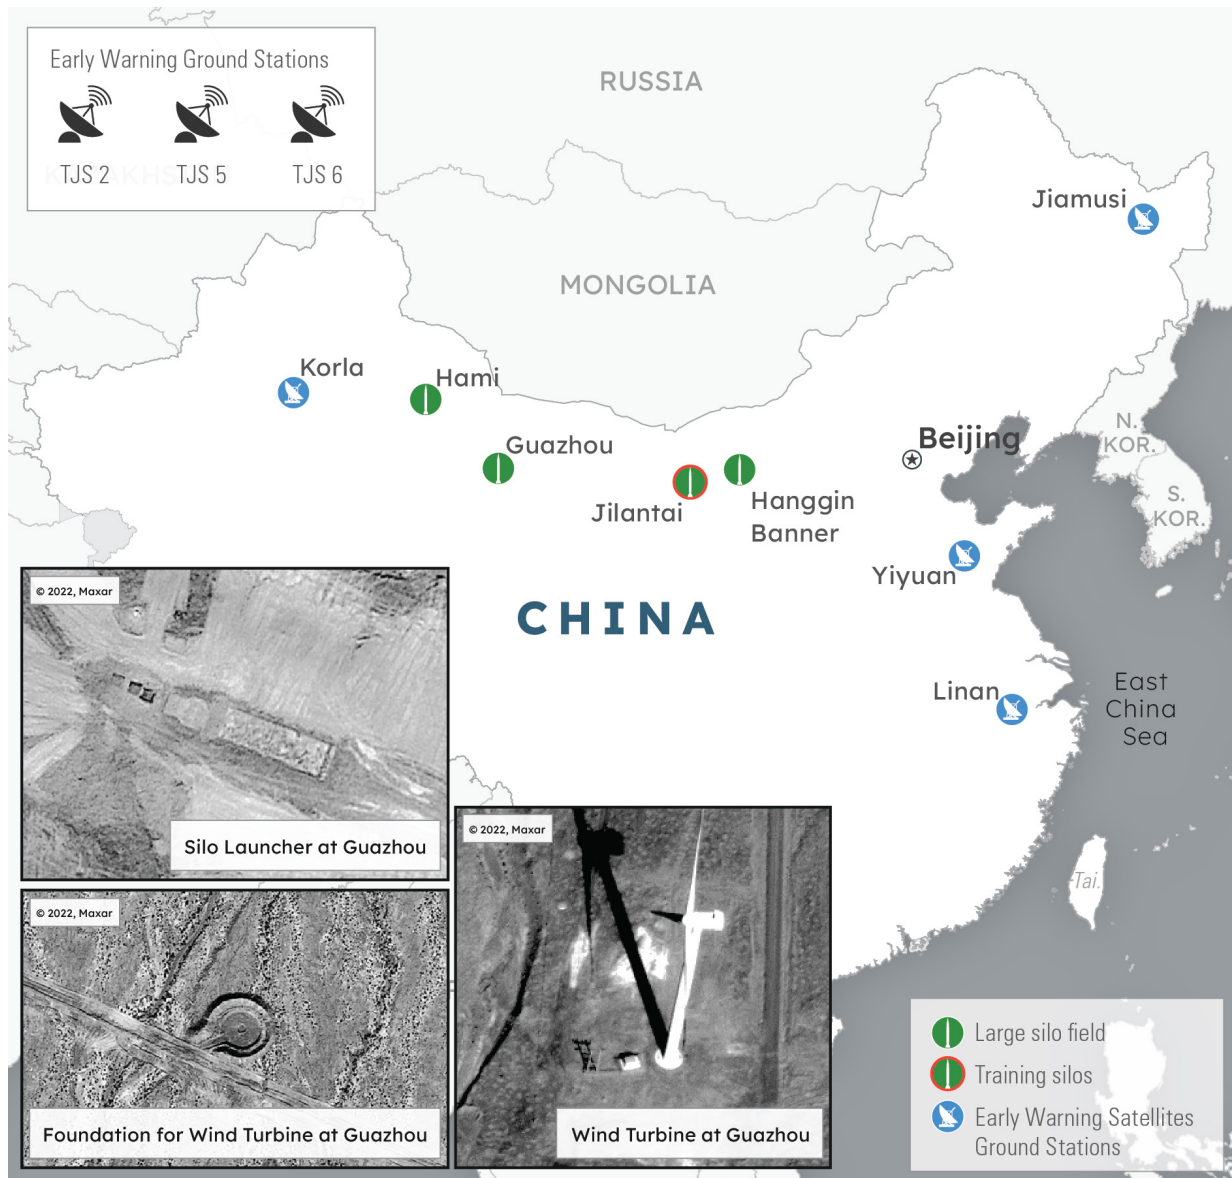 Early Warning Ground Stations
TJS 2
TJS 5
TJS 6
RUSSIA
Jiamusi
MONGOLIA
Korla
Hami
Guazhou
Beijing
N.
KOR.
Jilantai
Hanggin
Banner
S.
KOR.
Yiyuan
CHINA
© 2022, Maxar
Linan
East
China
Sea
Silo Launcher at Guazhou
© 2022, Maxar
Tai.
© 2022, Maxar
Foundation for Wind Turbine at Guazhou
Wind Turbine at Guazhou
Large silo field
Training silos
Early Warning Satellites
Ground Stations